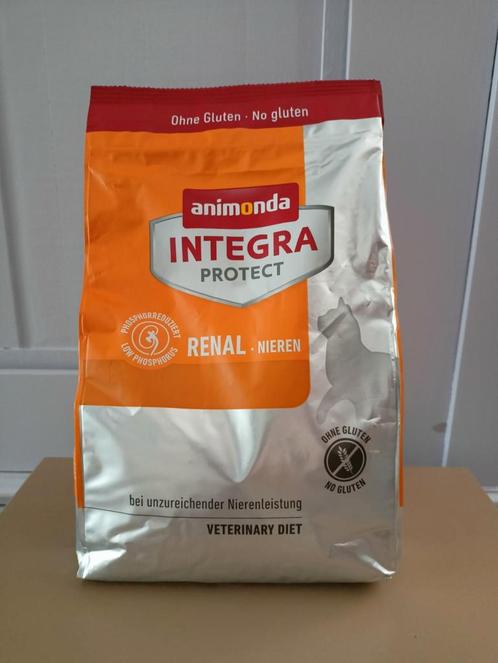 Ohne Gluten · No gluten
animonda
INTEGRA
PROTECT
PHOSPHORREDUZIERT
LOW PHOSPHORUS
RENAL · NIEREN
OHNE GLUTEN
NO GLUTEN
bei unzureichender Nierenleistung
VETERINARY DIET